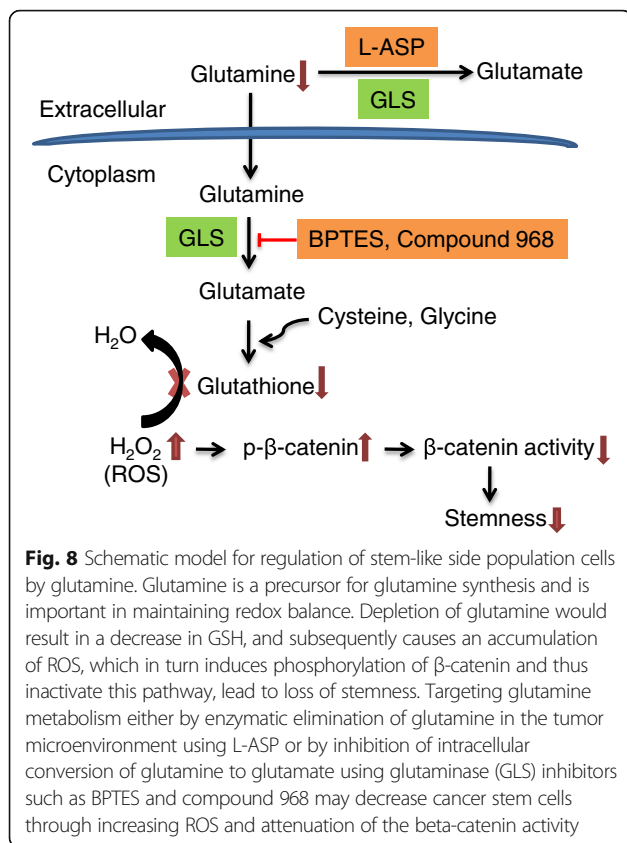 L-ASP
Glutamine
Glutamate
GLS
Extracellular
Cytoplasm
Glutamine
GLS
BPTES, Compound 968
Glutamate
Cysteine, Glycine
H₂O
Glutathione
H₂O₂
(ROS)
p-β-catenin
β-catenin activity
Stemness
Fig. 8 Schematic model for regulation of stem-like side population cells
by glutamine. Glutamine is a precursor for glutamine synthesis and is
important in maintaining redox balance. Depletion of glutamine would
result in a decrease in GSH, and subsequently causes an accumulation
of ROS, which in turn induces phosphorylation of β-catenin and thus
inactivate this pathway, lead to loss of stemness. Targeting glutamine
metabolism either by enzymatic elimination of glutamine in the tumor
microenvironment using L-ASP or by inhibition of intracellular
conversion of glutamine to glutamate using glutaminase (GLS) inhibitors
such as BPTES and compound 968 may decrease cancer stem cells
through increasing ROS and attenuation of the beta-catenin activity